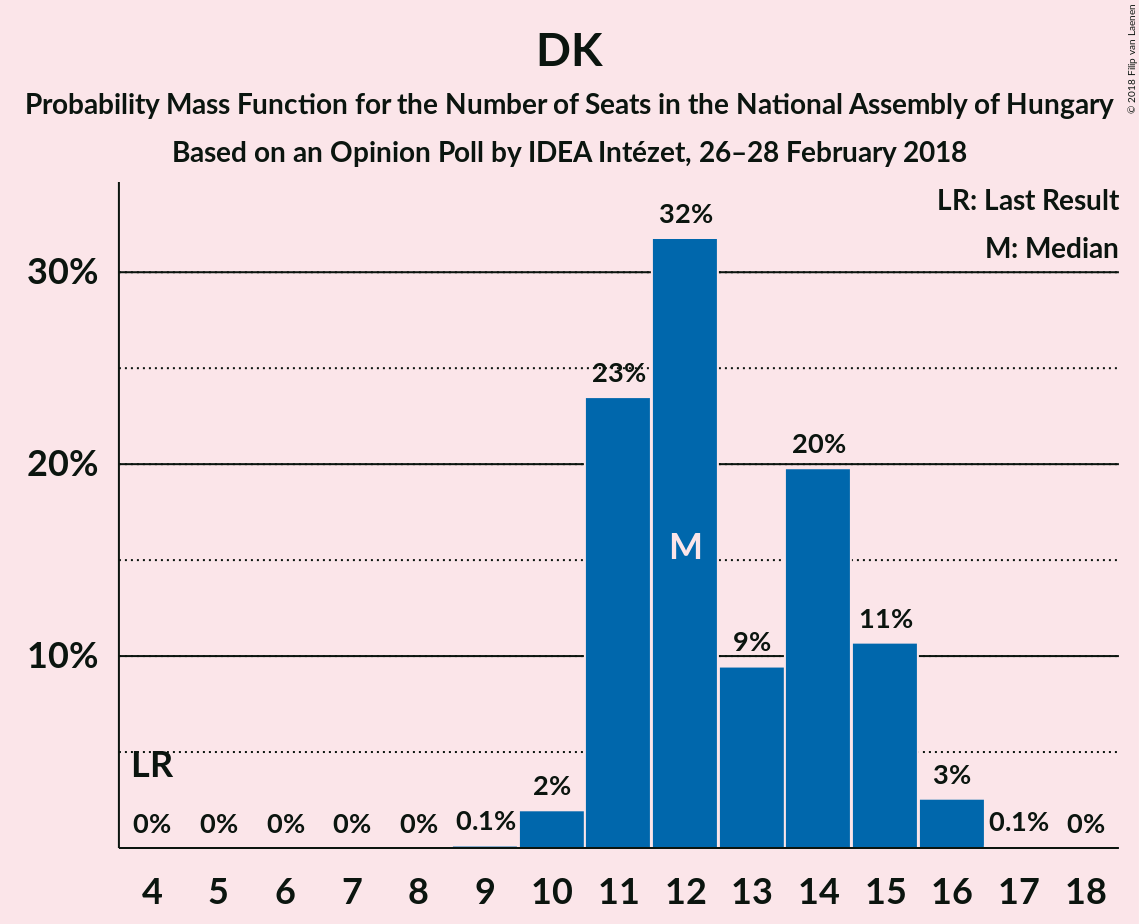 DK
Probability Mass Function for the Number of Seats in the National Assembly of Hungary
Based on an Opinion Poll by IDEA Intézet, 26–28 February 2018
© 2018 Filip van Laenen
LR: Last Result
M: Median
30%
20%
10%
LR
0%
0%
0%
0%
0%
0.1%
2%
23%
32%
M
9%
20%
11%
3%
0.1%
0%
4 5 6 7 8 9 10 11 12 13 14 15 16 17 18